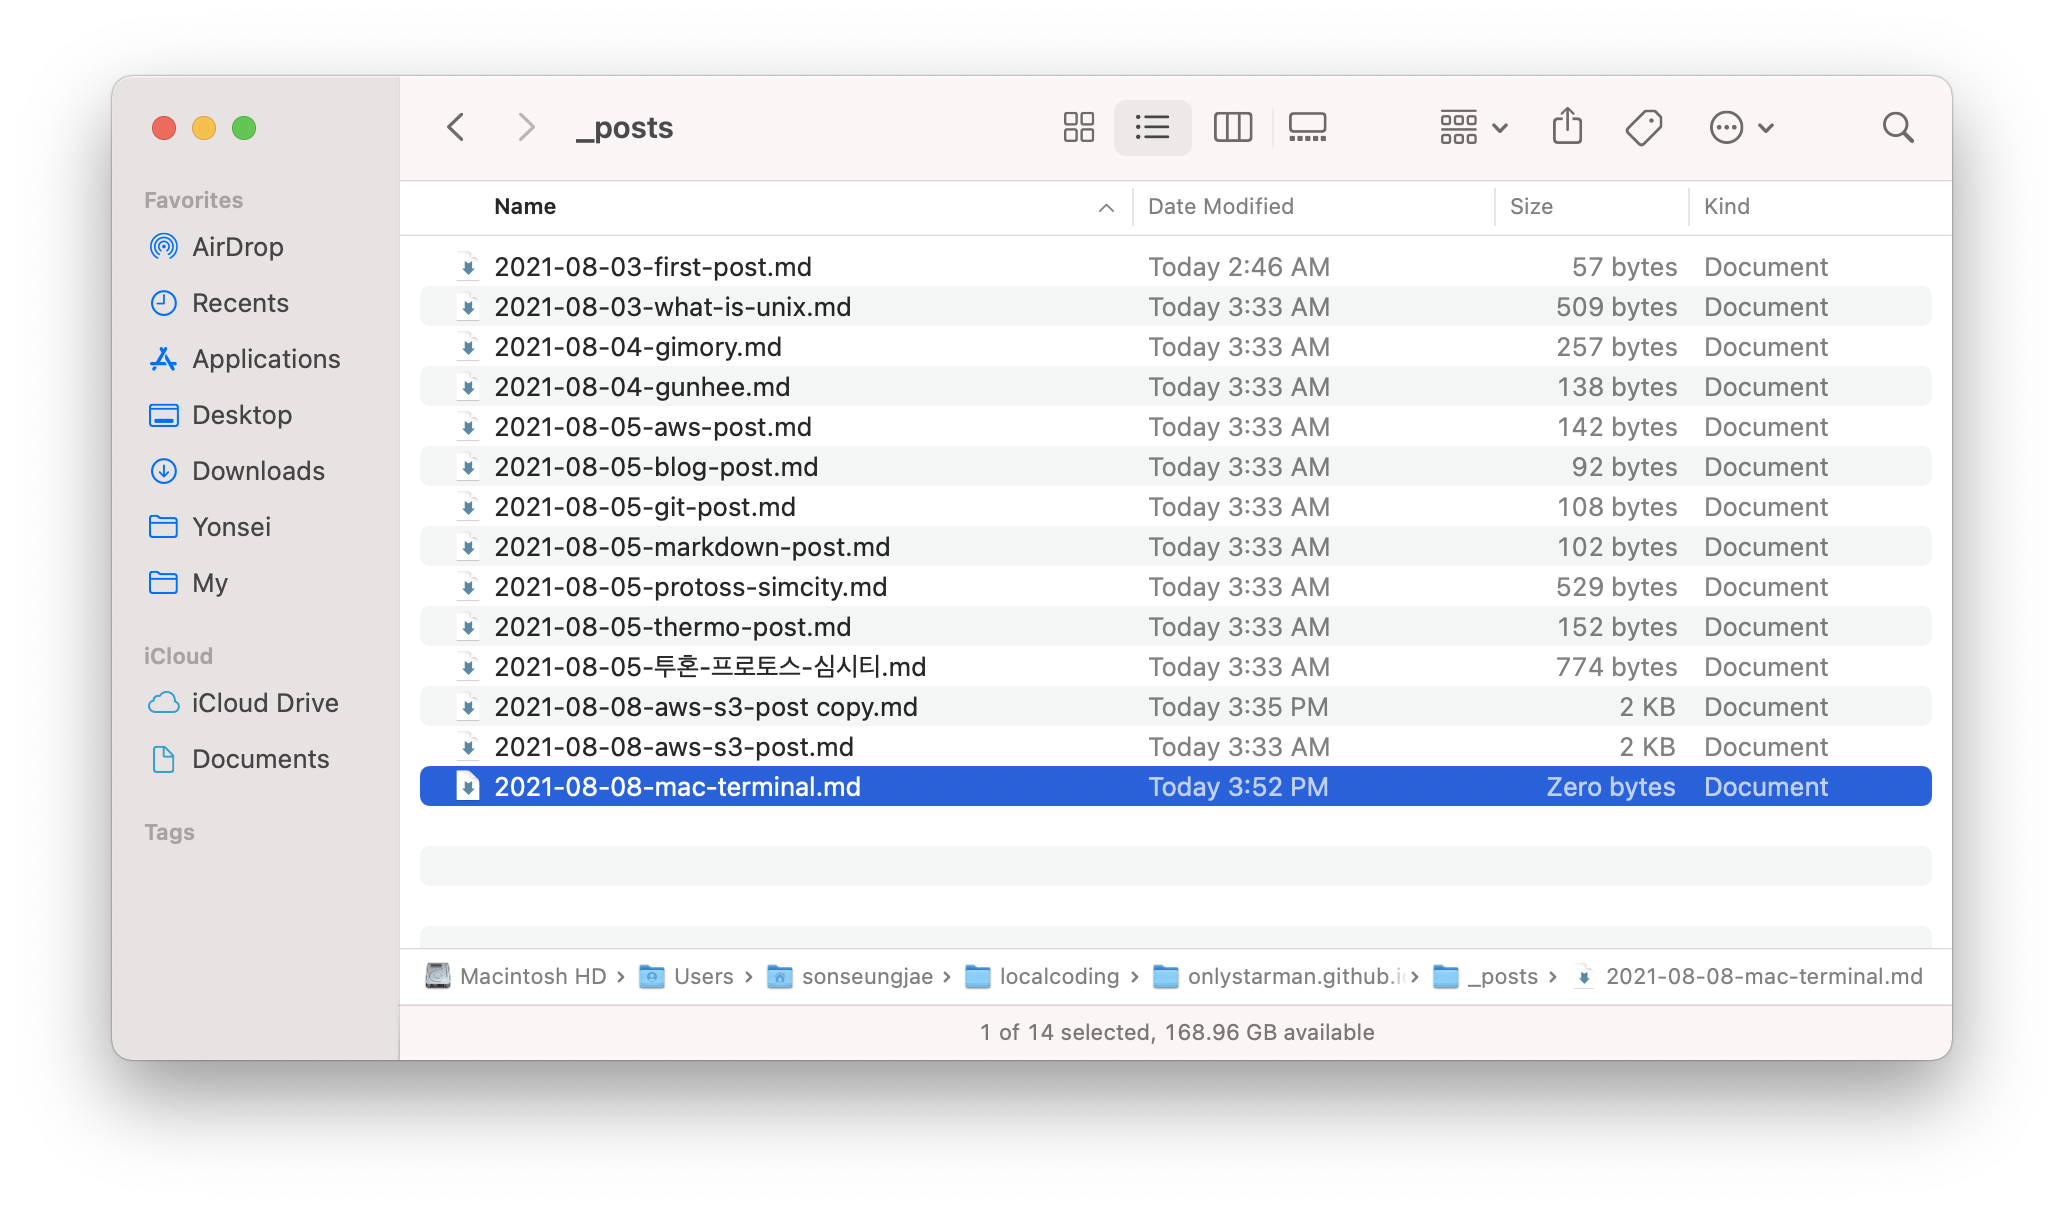 _posts
Favorites
AirDrop
Recents
Applications
Desktop
Downloads
Yonsei
My
iCloud
iCloud Drive
Documents
Tags
Name Date Modified Size Kind
2021-08-03-first-post.md Today 2:46 AM 57 bytes Document
2021-08-03-what-is-unix.md Today 3:33 AM 509 bytes Document
2021-08-04-gimory.md Today 3:33 AM 257 bytes Document
2021-08-04-gunhee.md Today 3:33 AM 138 bytes Document
2021-08-05-aws-post.md Today 3:33 AM 142 bytes Document
2021-08-05-blog-post.md Today 3:33 AM 92 bytes Document
2021-08-05-git-post.md Today 3:33 AM 108 bytes Document
2021-08-05-markdown-post.md Today 3:33 AM 102 bytes Document
2021-08-05-protoss-simcity.md Today 3:33 AM 529 bytes Document
2021-08-05-thermo-post.md Today 3:33 AM 152 bytes Document
2021-08-05-투혼-프로토스-심시티.md Today 3:33 AM 774 bytes Document
2021-08-08-aws-s3-post copy.md Today 3:35 PM 2 KB Document
2021-08-08-aws-s3-post.md Today 3:33 AM 2 KB Document
2021-08-08-mac-terminal.md Today 3:52 PM Zero bytes Document
Macintosh HD › Users › sonseungjae › localcoding › onlystarman.github.i › _posts › 2021-08-08-mac-terminal.md
1 of 14 selected, 168.96 GB available